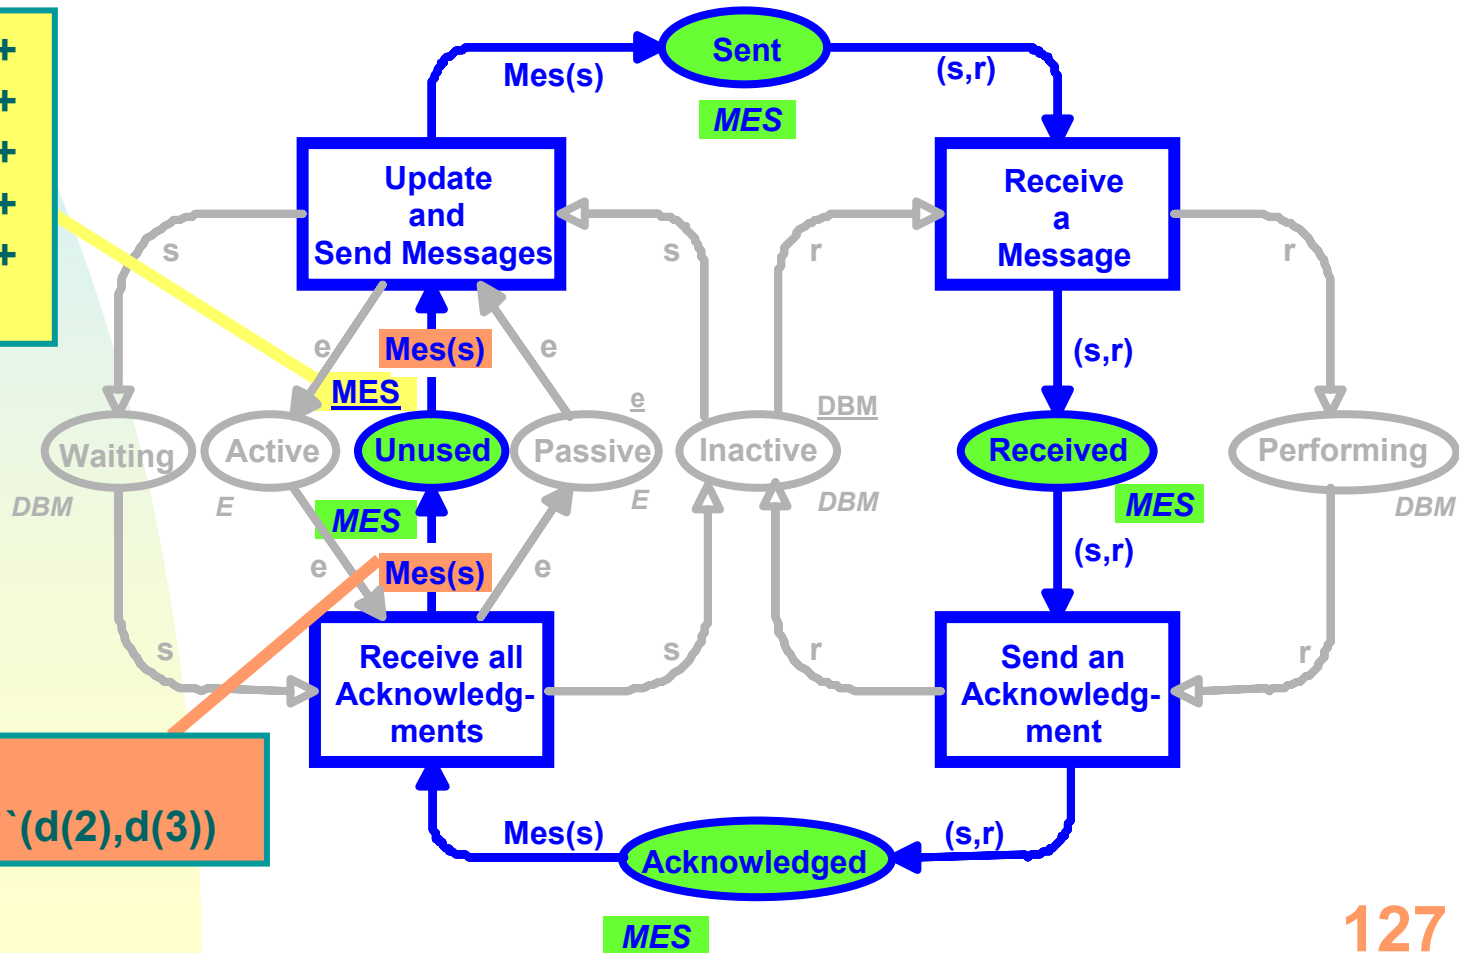 +
+
+
+
+
Sent
Mes(s)
(s,r)
MES
Update
and
Send Messages
Receive
a
Message
s
s
r
r
e
Mes(s)
e
(s,r)
MES
e
DBM
Waiting
Active
Unused
Passive
Inactive
Received
Performing
DBM
E
MES
E
DBM
MES
DBM
e
Mes(s)
e
(s,r)
s
Receive all
Acknowledg-
ments
s
r
Send an
Acknowledg-
ment
r
`(d(2),d(3))
Mes(s)
Acknowledged
(s,r)
MES
127